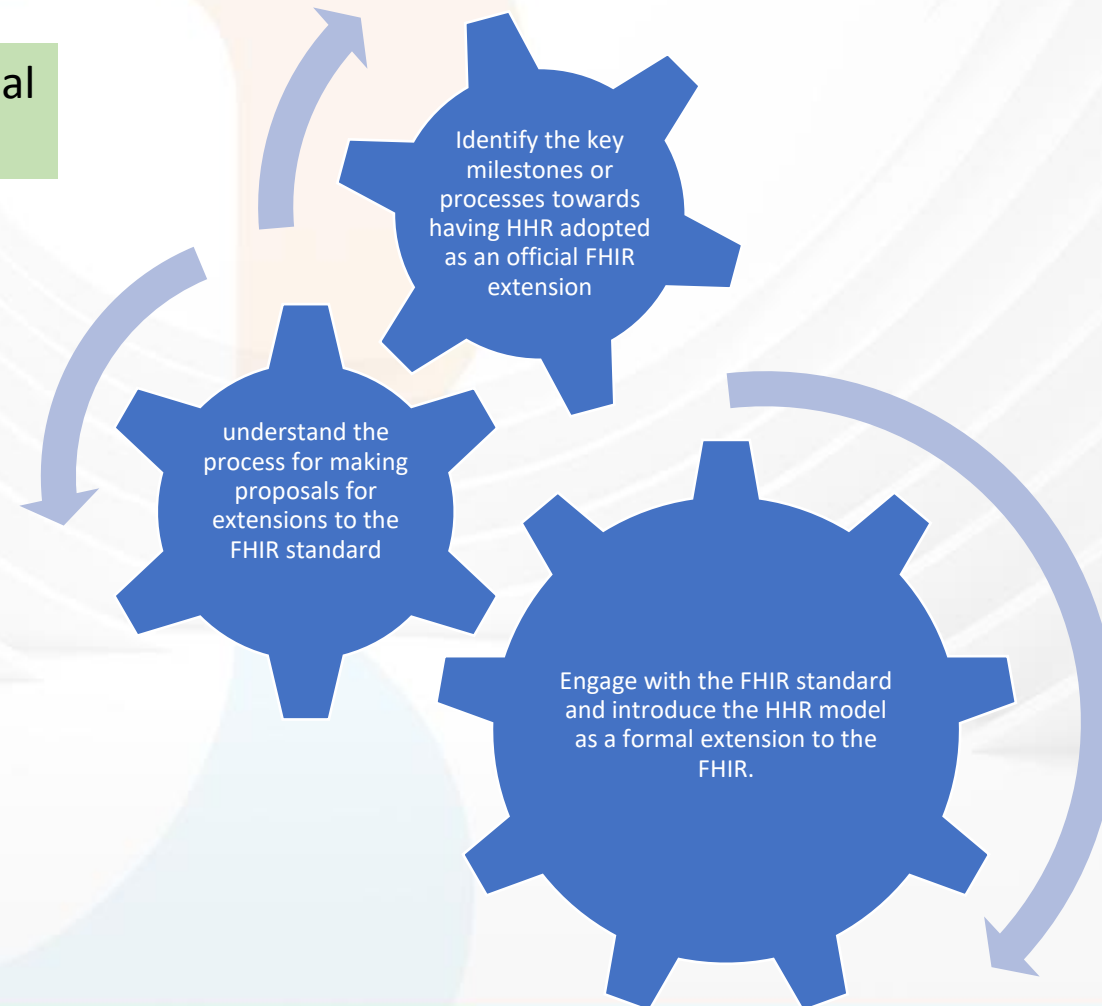 al
Identify the key
milestones or
processes towards
having HHR adopted
as an official FHIR
extension
understand the
process for making
proposals for
extensions to the
FHIR standard
Engage with the FHIR standard
and introduce the HHR model
as a formal extension to the
FHIR.